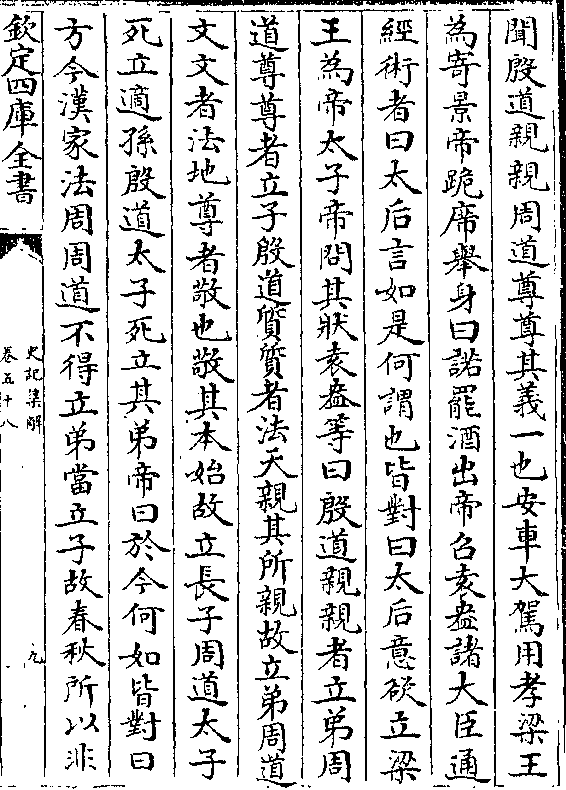 聞殷道親親周道尊尊其義一也安車大駕用孝梁王
為寄景帝跪席舉身曰諾罷酒出帝召袁盎諸大臣通
經術者曰太后言如是何謂也皆對曰太后意欲立梁
王為帝太子帝問其狀袁盎等曰殷道親親者立弟周
道尊尊者立子殷道質質者法天親其所親故立弟周道
文文者法地尊者敬也敬其本始故立長子周道太子
死立適孫殷道太子死立其弟帝曰於今何如皆對曰
方今漢家法周周道不得立弟當立子故春秋所以非
欽定四庫全書
史記集解
卷五十八
九